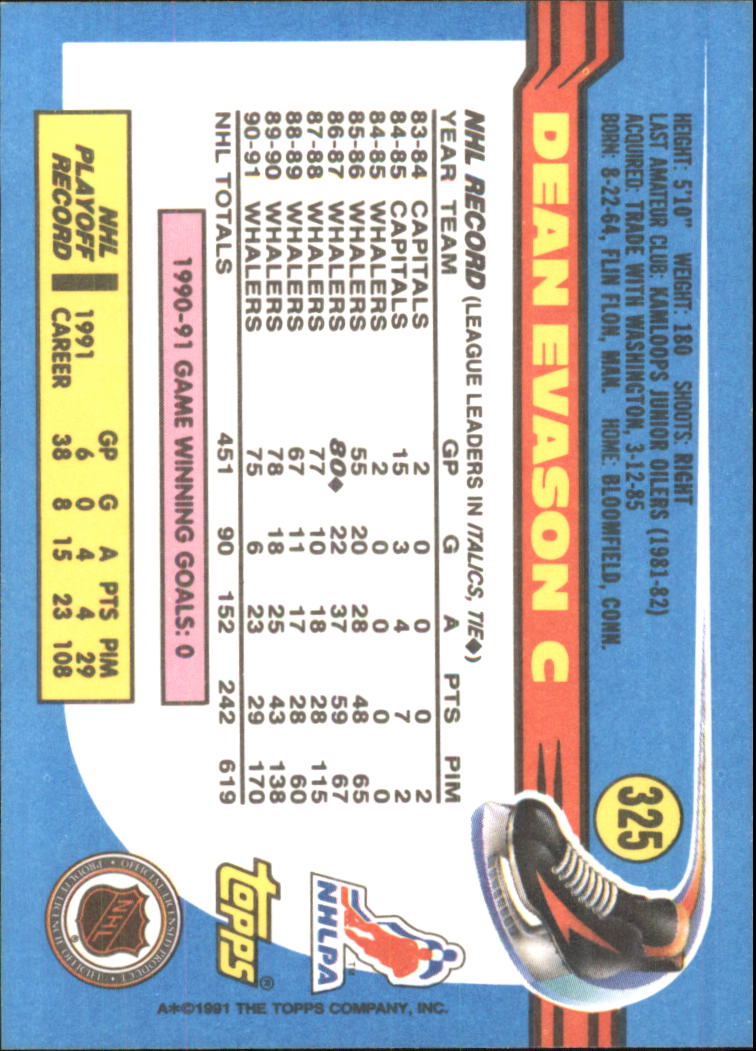 325
HEIGHT: 5'10" WEIGHT: 180 SHOOTS: RIGHT
LAST AMATEUR CLUB: KAMLOOPS JUNIOR OILERS (1981-82)
ACQUIRED: TRADE WITH WASHINGTON, 3-12-85
BORN: 8-22-64, FLIN FLON, MAN. HOME: BLOOMFIELD, CONN.
DEAN EVASON C
NHL RECORD (LEAGUE LEADERS IN ITALICS, TIE◆)
YEAR TEAM GP G A PTS PIM
83-84 CAPITALS 2 0 0 0 2
84-85 CAPITALS 15 3 4 7 2
84-85 WHALERS 2 0 0 0 0
85-86 WHALERS 55 20 28 48 65
86-87 WHALERS 80◆ 22 37 59 67
87-88 WHALERS 77 10 18 28 115
88-89 WHALERS 67 11 17 28 60
89-90 WHALERS 78 18 25 43 138
90-91 WHALERS 75 6 23 29 170
NHL TOTALS 451 90 152 242 619
1990-91 GAME WINNING GOALS: 0
NHL PLAYOFF RECORD
GP G A PTS PIM
1991 6 0 4 4 29
CAREER 38 8 15 23 108
NHLPA
TM
topps®
NHL
OFFICIAL LICENSED PRODUCT • PRODUIT LICENSIÉ OFFICIEL •
®
A*©1991 THE TOPPS COMPANY, INC.